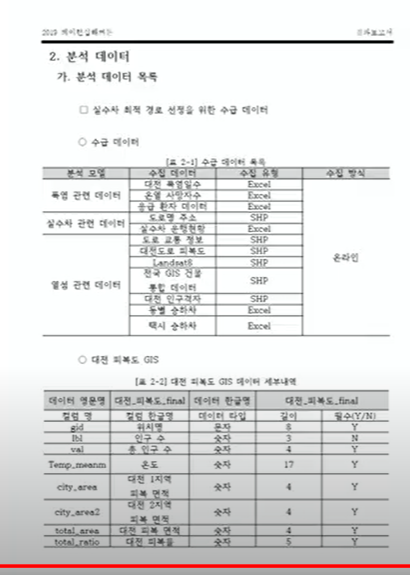 2. 분석 데이터
가. 분석 데이터 목록
□ 살수차 최적 경로 선정을 위한 수급 데이터
○ 수급 데이터
[표 2-1] 수급 데이터 목록
분석 모델 수집 데이터 수집 유형 수집 방식
폭염 관련 데이터 대전 폭염일수 Excel 온라인
온열 사망자수 Excel
응급 환자 데이터 Excel
살수차 관련 데이터 도로명 주소 SHP
살수차 운행현황 Excel
열섬 관련 데이터 도로 교통 정보 SHP
대전도로 피복도 SHP
Landsat8 SHP
전국 GIS 건물
통합 데이터 SHP
대전 인구격자 SHP
동별 승하차 Excel
택시 승하차 Excel
○ 대전 피복도 GIS
[표 2-2] 대전 피복도 GIS 데이터 세부내역
데이터 영문명 대전_피복도_final 데이터 한글명 대전_피복도_final
컬럼 명 컬럼 한글명 데이터 타입 길이 필수(Y/N)
gid 위치명 문자 8 Y
lbl 인구 수 숫자 3 N
val 총 인구 수 숫자 4 Y
Temp_meanm 온도 숫자 17 Y
city_area 대전 1지역
피복 면적 숫자 4 Y
city_area2 대전 2지역
피복 면적 숫자 4 Y
total_area 대전 피복 면적 숫자 4 Y
total_ratio 대전 피복율 숫자 5 Y